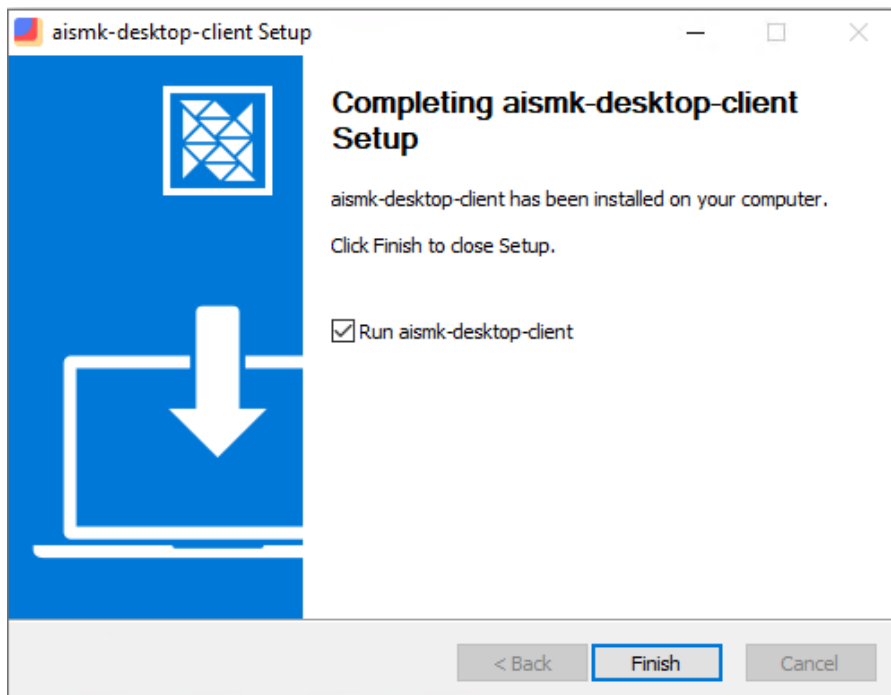 aismk-desktop-client Setup
Completing aismk-desktop-client
Setup
aismk-desktop-client has been installed on your computer.
Click Finish to close Setup.
Run aismk-desktop-client
< Back
Finish
Cancel